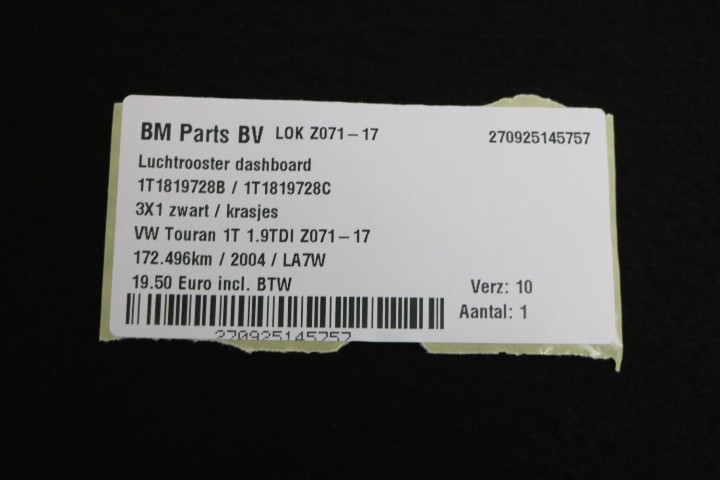 BM Parts BV LOK Z071-17 270925145757
Luchtrooster dashboard
1T1819728B / 1T1819728C
3X1 zwart / krasjes
VW Touran 1T 1.9TDI Z071-17
172.496km / 2004 / LA7W
19.50 Euro incl. BTW Verz: 10
Aantal: 1
270925145757